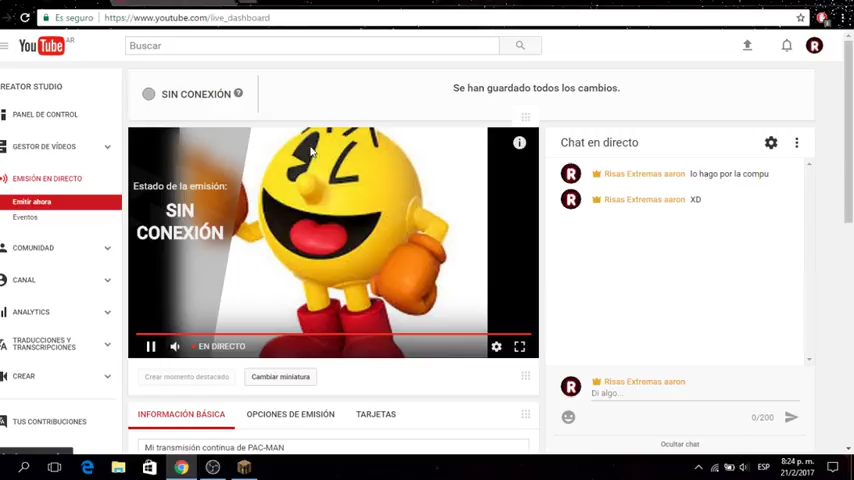 Es seguro
https://www.youtube.com/live_dashboard
YouTube AR
Buscar
R
REATOR STUDIO
SIN CONEXIÓN
Se han guardado todos los cambios.
PANEL DE CONTROL
GESTOR DE VÍDEOS
EMISIÓN EN DIRECTO
Emitir ahora
Eventos
COMUNIDAD
CANAL
ANALYTICS
TRADUCCIONES Y
TRANSCRIPCIONES
CREAR
TUS CONTRIBUCIONES
Estado de la emisión:
SIN
CONEXIÓN
EN DIRECTO
Crear momento destacado
Cambiar miniatura
INFORMACIÓN BÁSICA
OPCIONES DE EMISIÓN
TARJETAS
Mi transmisión continua de PAC-MAN
Chat en directo
R Risas Extremas aaron lo hago por la compu
R Risas Extremas aaron XD
R Risas Extremas aaron
Di algo...
0/200
Ocultar chat
ESP
8:24 p. m.
21/2/2017